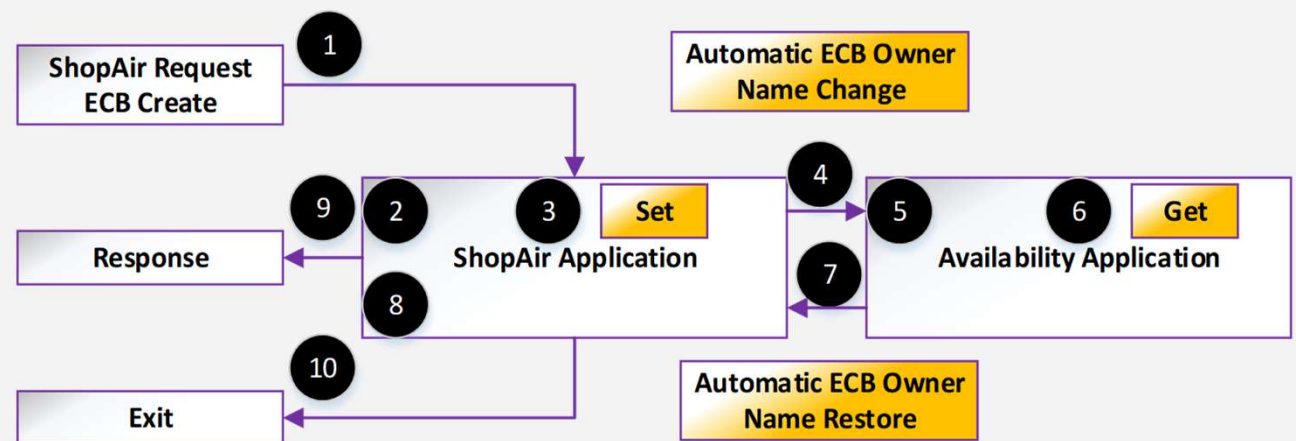 1
ShopAir Request
ECB Create
Automatic ECB Owner
Name Change
9
2
3
Set
4
5
6
Get
Response
ShopAir Application
Availability Application
8
7
10
Exit
Automatic ECB Owner
Name Restore